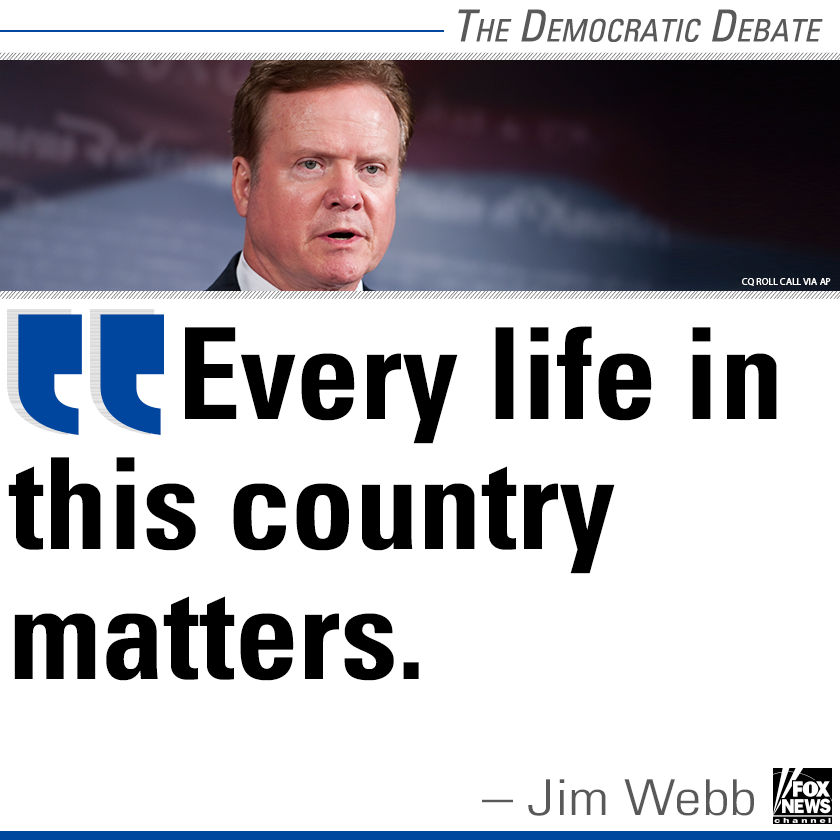 THE DEMOCRATIC DEBATE
CQ ROLL CALL VIA AP
“Every life in
this country
matters.
– Jim Webb
FOX
NEWS
channel